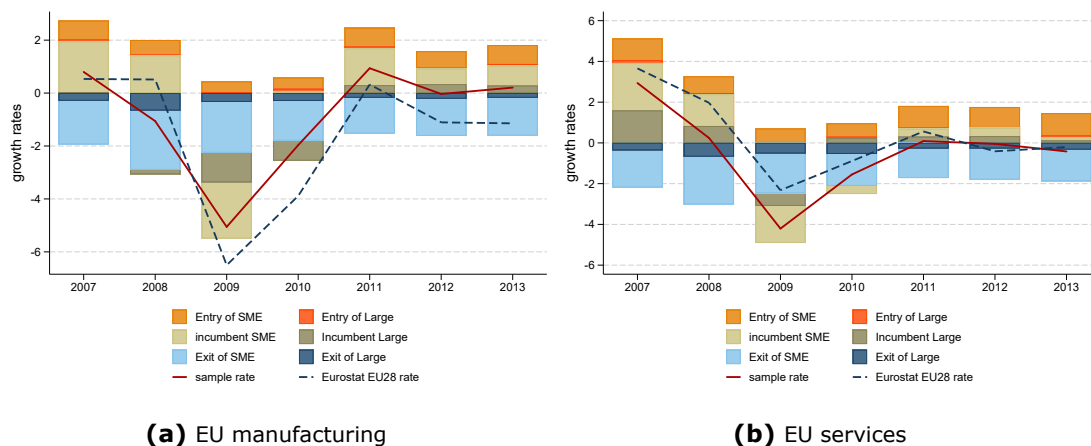 growth rates
2
0
-2
-4
-6
2007 2008 2009 2010 2011 2012 2013
Entry of SME Entry of Large
incumbent SME Incumbent Large
Exit of SME Exit of Large
sample rate Eurostat EU28 rate
(a) EU manufacturing
growth rates
6
4
2
0
-2
-4
-6
2007 2008 2009 2010 2011 2012 2013
Entry of SME Entry of Large
incumbent SME Incumbent Large
Exit of SME Exit of Large
sample rate Eurostat EU28 rate
(b) EU services